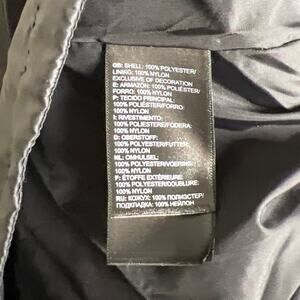 GB: SHELL: 100% POLYESTER/
LINING: 100% NYLON
EXCLUSIVE OF DECORATION
E: ARMAZON: 100% POLIÉSTER/
FORRO: 100% NYLON
P: TECIDO PRINCIPAL:
100% POLIÉSTER/FORRO:
100% NYLON
I: RIVESTIMENTO:
100% POLIESTERE/FODERA:
100% NYLON
D: OBERSTOFF:
100% POLYESTER/FUTTER:
100% NYLON
NL: OMHULSEL:
100% POLYESTER/VOERING:
100% NYLON
F: ÉTOFFE EXTÉRIEURE:
100% POLYESTER/DOUBLURE:
100% NYLON
RU: КОЖУХ: 100% ПОЛИЭСТЕР/
ПОДКЛАДКА: 100% НЕЙЛОН